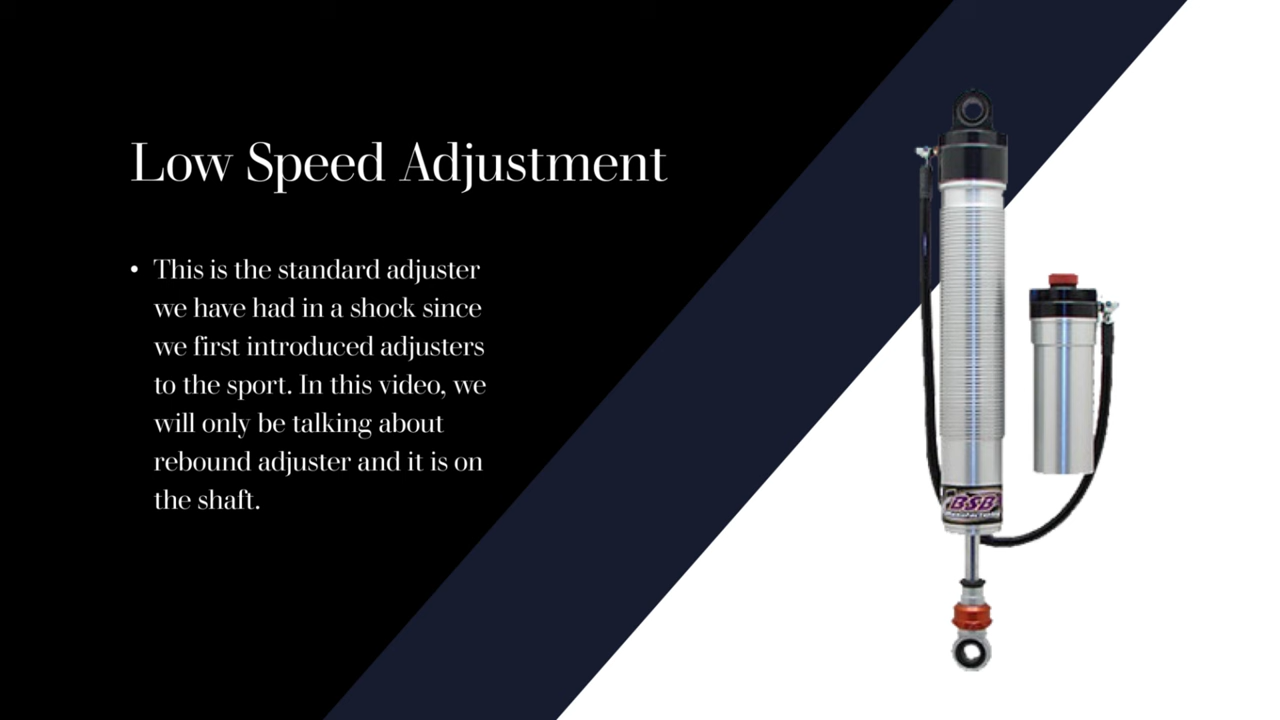 Low Speed Adjustment
• This is the standard adjuster
we have had in a shock since
we first introduced adjusters
to the sport. In this video, we
will only be talking about
rebound adjuster and it is on
the shaft.
BSB
Manufacturing